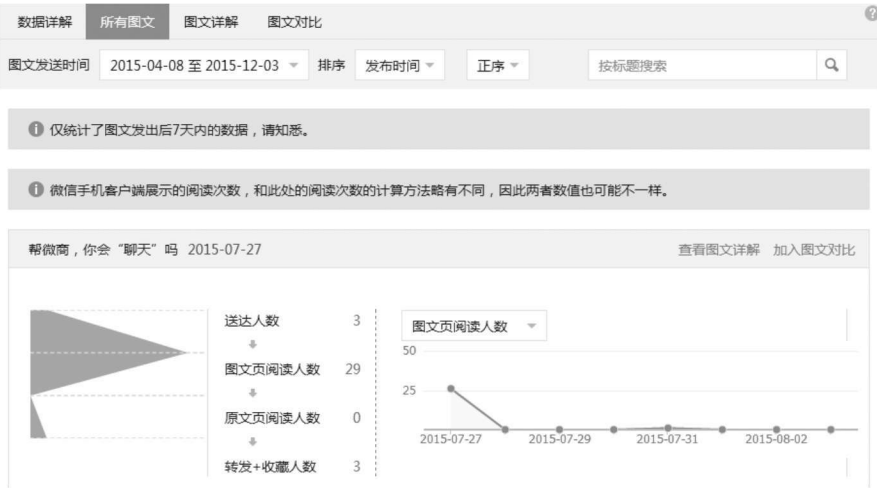 数据详解 所有图文 图文详解 图文对比
图文发送时间 2015-04-08 至 2015-12-03 排序 发布时间 正序 按标题搜索
仅统计了图文发出后7天内的数据，请知悉。
微信手机客户端展示的阅读次数，和此处的阅读次数的计算方法略有不同，因此两者数值也可能不一样。
帮微商，你会“聊天”吗 2015-07-27 查看图文详解 加入图文对比
送达人数 3
图文页阅读人数 29
原文页阅读人数 0
转发+收藏人数 3
图文页阅读人数
50
25
2015-07-27 2015-07-29 2015-07-31 2015-08-02